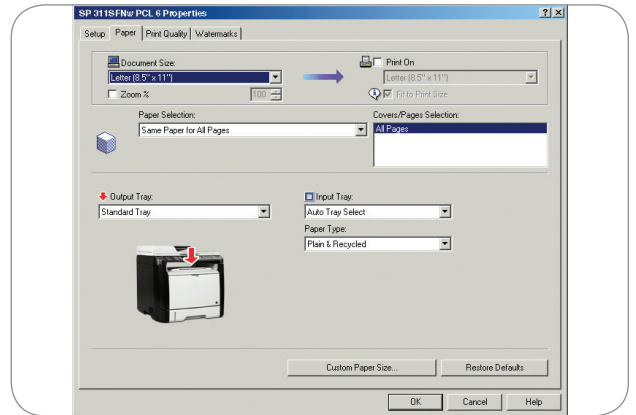 SP 311SFNw PCL 6 Properties
Setup Paper Print Quality Watermarks
Document Size:
Print On
Letter (8.5" x 11")
Letter (8.5" x 11")
Zoom %
100
Fit to Print Size
Paper Selection:
Covers/Pages Selection:
Same Paper for All Pages
All Pages
Output Tray:
Input Tray:
Standard Tray
Auto Tray Select
Paper Type:
Plain & Recycled
Custom Paper Size...
Restore Defaults
OK
Cancel
Help